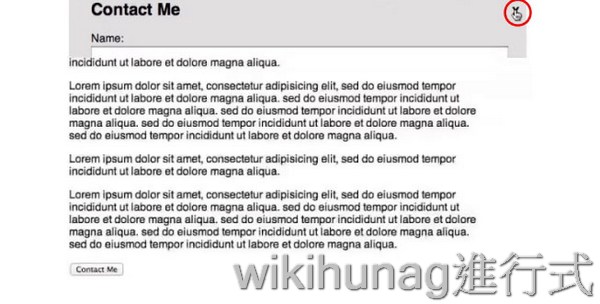 Contact Me
x
Name:
incididunt ut labore et dolore magna aliqua.
Lorem ipsum dolor sit amet, consectetur adipisicing elit, sed do eiusmod tempor
incididunt ut labore et dolore magna aliqua. sed do eiusmod tempor incididunt ut
labore et dolore magna aliqua. sed do eiusmod tempor incididunt ut labore et dolore
magna aliqua. sed do eiusmod tempor incididunt ut labore et dolore magna aliqua.
sed do eiusmod tempor incididunt ut labore et dolore magna aliqua.
Lorem ipsum dolor sit amet, consectetur adipisicing elit, sed do eiusmod tempor
incididunt ut labore et dolore magna aliqua.
Lorem ipsum dolor sit amet, consectetur adipisicing elit, sed do eiusmod tempor
incididunt ut labore et dolore magna aliqua. sed do eiusmod tempor incididunt ut
labore et dolore magna aliqua. sed do eiusmod tempor incididunt ut labore et dolore
magna aliqua. sed do eiusmod tempor incididunt ut labore et dolore magna aliqua.
sed do eiusmod tempor incididunt ut labore et dolore magna aliqua.
Contact Me
wikihunag進行式